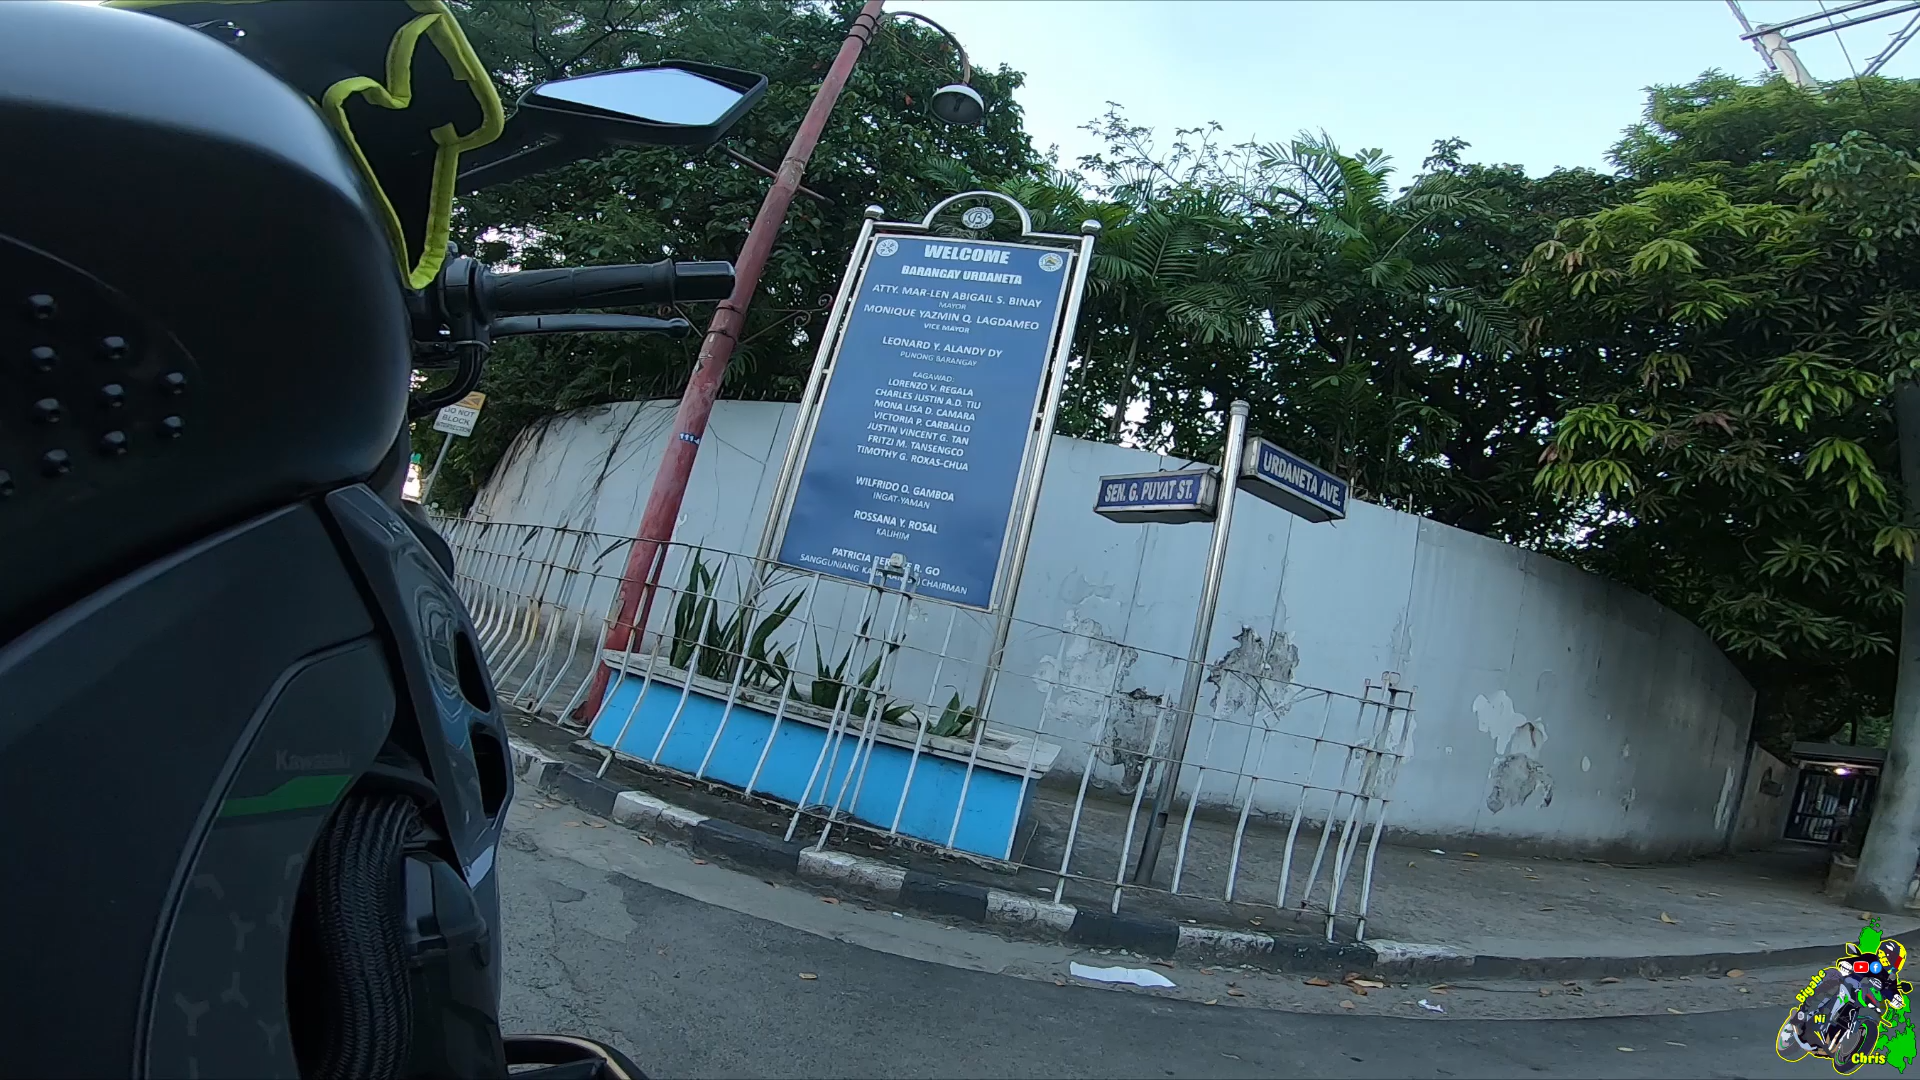 WELCOME
BARANGAY URDANETA
ATTY. MAR-LEN ABIGAIL S. BINAY
MAYOR
MONIQUE YAZMIN Q. LAGDAMEO
VICE MAYOR
LEONARD Y. ALANDY DY
PUNONG BARANGAY
KAGAWAD:
LORENZO V. REGALA
CHARLES JUSTIN A.D. TIU
MONA LISA D. CAMARA
VICTORIA P. CARBALLO
JUSTIN VINCENT G. TAN
FRITZI M. TANSENGCO
TIMOTHY G. ROXAS-CHUA
WILFRIDO O. GAMBOA
INGAT-YAMAN
ROSSANA Y. ROSAL
KALIHIM
PATRICIA R. GO
SANGGUNIANG CHAIRMAN
SEN. G. PUYAT ST.
URDANETA AVE.
DO NOT
BLOCK
INTERSECTION
Kawasaki
Biyahe
Ni
Chris